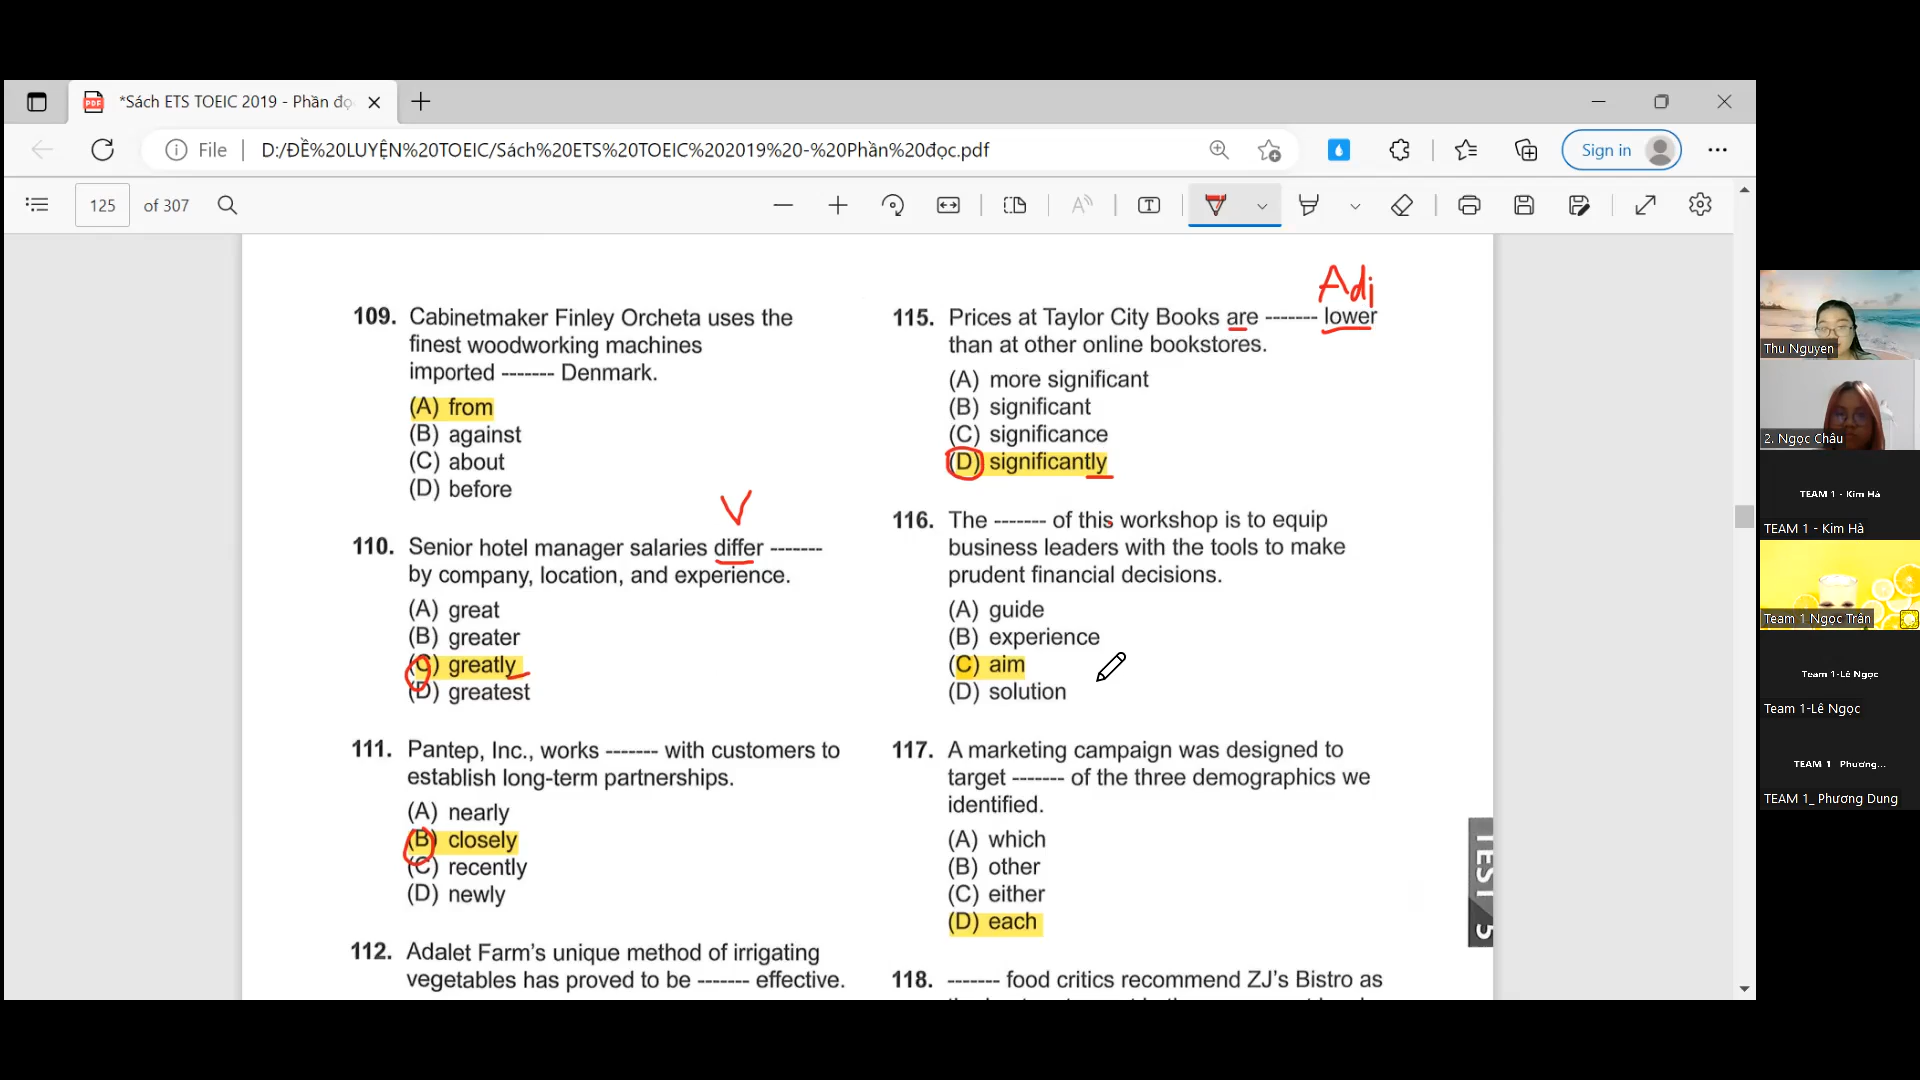 *Sách ETS TOEIC 2019 - Phần đọ
File
D:/ĐỀ%20LUYỆN%20TOEIC/Sách%20ETS%20TOEIC%202019%20-%20Phần%20đọc.pdf
Sign in
125 of 307
109. Cabinetmaker Finley Orcheta uses the
finest woodworking machines
imported ------- Denmark.
(A) from
(B) against
(C) about
(D) before
V
110. Senior hotel manager salaries differ -------
by company, location, and experience.
(A) great
(B) greater
(C) greatly
(D) greatest
111. Pantep, Inc., works ------- with customers to
establish long-term partnerships.
(A) nearly
(B) closely
(C) recently
(D) newly
112. Adalet Farm's unique method of irrigating
vegetables has proved to be ------- effective.
Adj
115. Prices at Taylor City Books are ------- lower
than at other online bookstores.
(A) more significant
(B) significant
(C) significance
(D) significantly
116. The ------- of this workshop is to equip
business leaders with the tools to make
prudent financial decisions.
(A) guide
(B) experience
(C) aim
(D) solution
117. A marketing campaign was designed to
target ------- of the three demographics we
identified.
(A) which
(B) other
(C) either
(D) each
118. ------- food critics recommend ZJ's Bistro as
TEST 5
Thu Nguyen
2. Ngọc Châu
TEAM 1 - Kim Hà
TEAM 1 - Kim Hà
Team 1 Ngọc Trân
Team 1-Lê Ngọc
Team 1-Lê Ngọc
TEAM 1_ Phương...
TEAM 1_ Phương Dung